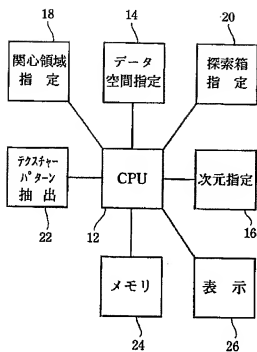 18
14
20
関心領域
指定
データ
空間指定
探索箱
指定
テクスチャー
パターン
抽出
CPU
次元指定
22
12
16
メモリ
表示
24
26